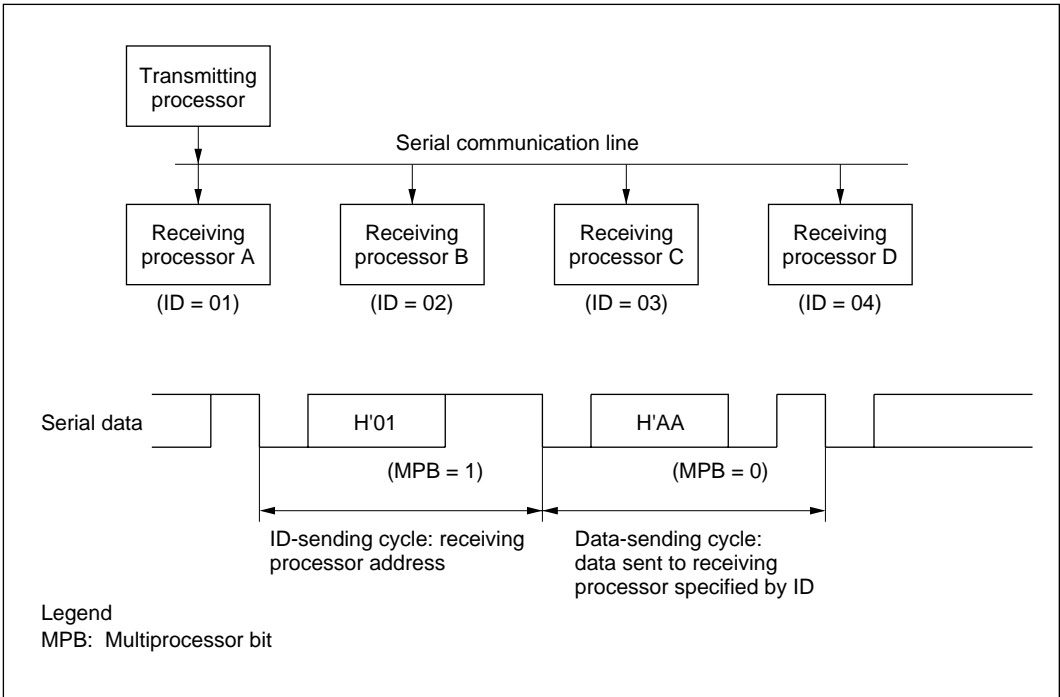 Transmitting
processor
Serial communication line
Receiving
processor A
Receiving
processor B
Receiving
processor C
Receiving
processor D
(ID = 01)
(ID = 02)
(ID = 03)
(ID = 04)
Serial data
H'01
H'AA
(MPB = 1)
(MPB = 0)
ID-sending cycle: receiving
processor address
Data-sending cycle:
data sent to receiving
processor specified by ID
Legend
MPB: Multiprocessor bit